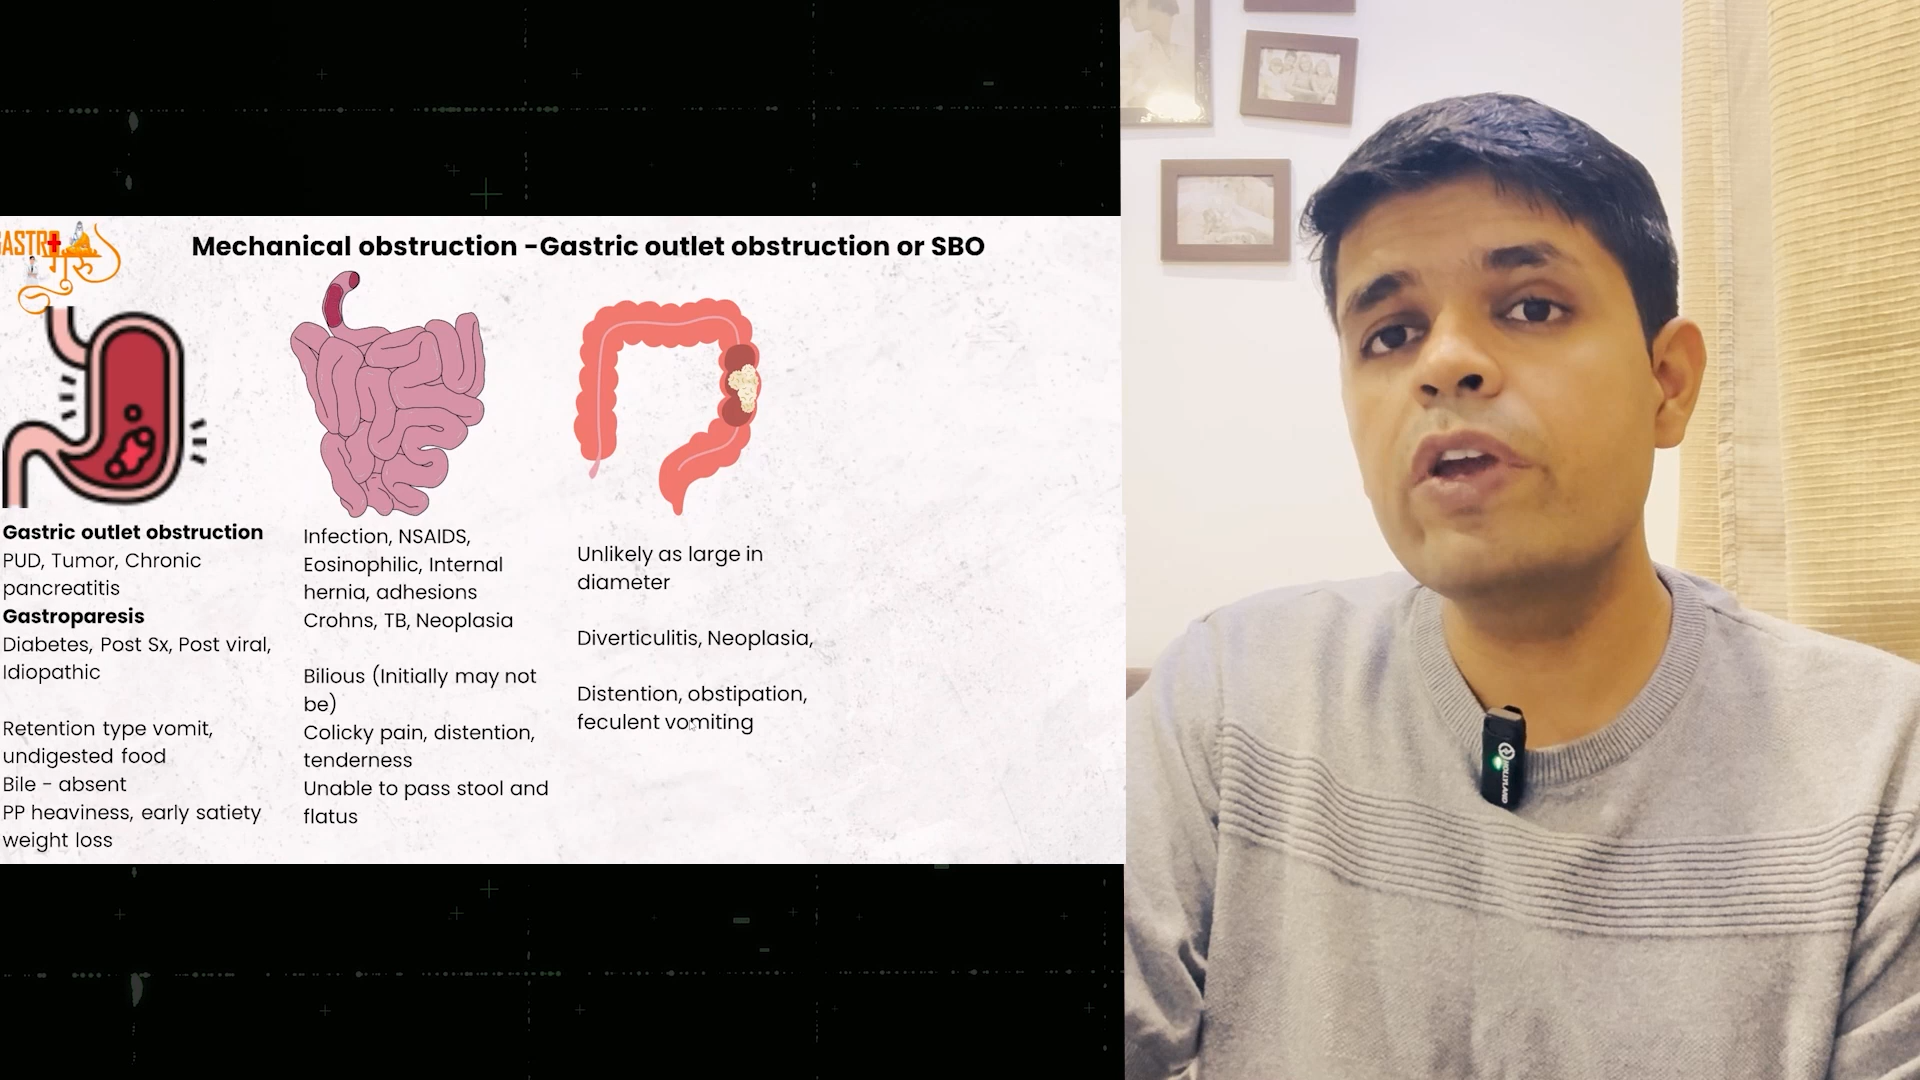 GASTR
गुरु
Mechanical obstruction -Gastric outlet obstruction or SBO
Gastric outlet obstruction
PUD, Tumor, Chronic
pancreatitis
Gastroparesis
Diabetes, Post Sx, Post viral,
Idiopathic
Retention type vomit,
undigested food
Bile - absent
PP heaviness, early satiety
weight loss
Infection, NSAIDS,
Eosinophilic, Internal
hernia, adhesions
Crohns, TB, Neoplasia
Bilious (Initially may not
be)
Colicky pain, distention,
tenderness
Unable to pass stool and
flatus
Unlikely as large in
diameter
Diverticulitis, Neoplasia,
Distention, obstipation,
feculent vomiting
HOLLYLAND